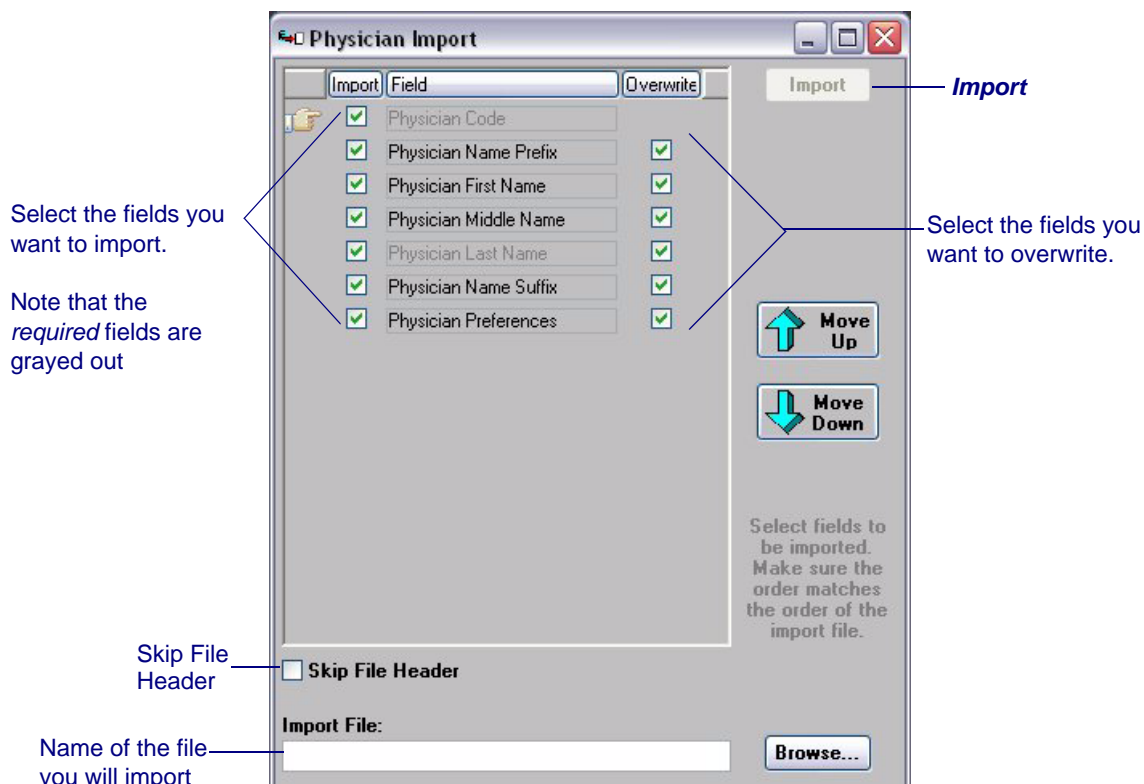 Physician Import
Import Field Overwrite
Import
Import
Physician Code
Physician Name Prefix
Physician First Name
Physician Middle Name
Physician Last Name
Physician Name Suffix
Physician Preferences
Select the fields you
want to import.
Note that the
required fields are
grayed out
Select the fields you
want to overwrite.
Move
Up
Move
Down
Select fields to
be imported.
Make sure the
order matches
the order of the
import file.
Skip File
Header
Skip File Header
Import File:
Name of the file
you will import
Browse...